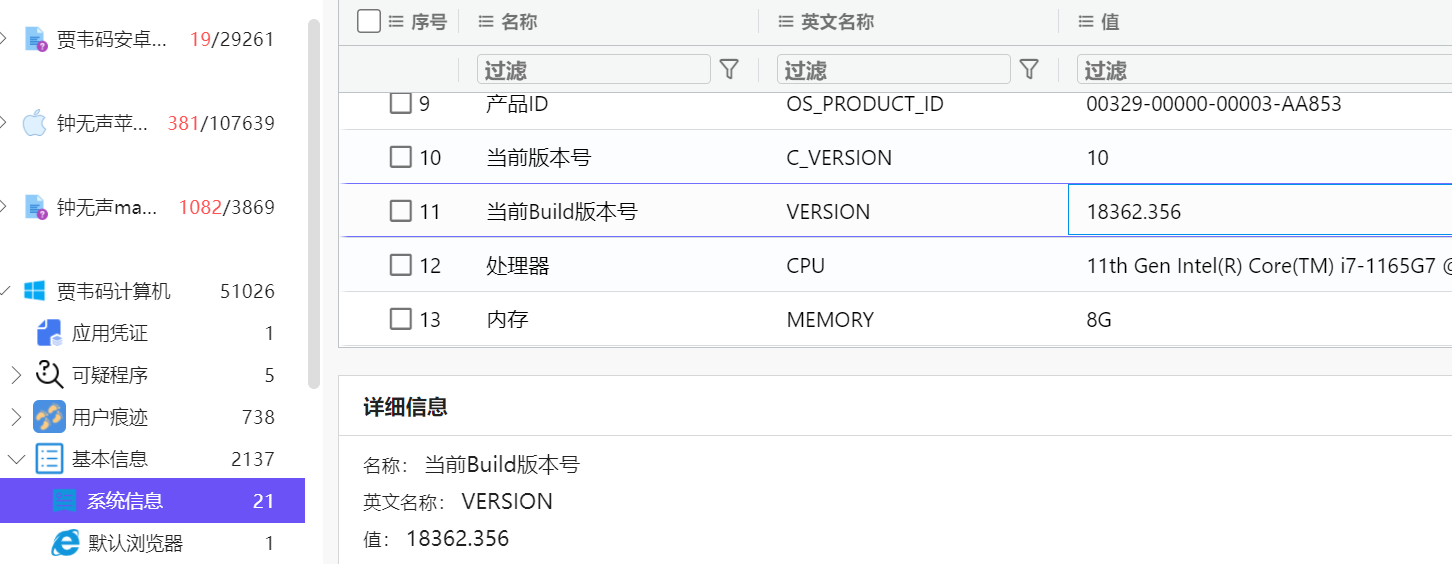 贾韦码安卓... 19/29261
钟无声苹... 381/107639
钟无声ma... 1082/3869
贾韦码计算机 51026
应用凭证 1
可疑程序 5
用户痕迹 738
基本信息 2137
系统信息 21
默认浏览器 1
序号 名称 英文名称 值
过滤 过滤 过滤
9 产品ID OS_PRODUCT_ID 00329-00000-00003-AA853
10 当前版本号 C_VERSION 10
11 当前Build版本号 VERSION 18362.356
12 处理器 CPU 11th Gen Intel(R) Core(TM) i7-1165G7 @
13 内存 MEMORY 8G
详细信息
名称： 当前Build版本号
英文名称： VERSION
值： 18362.356